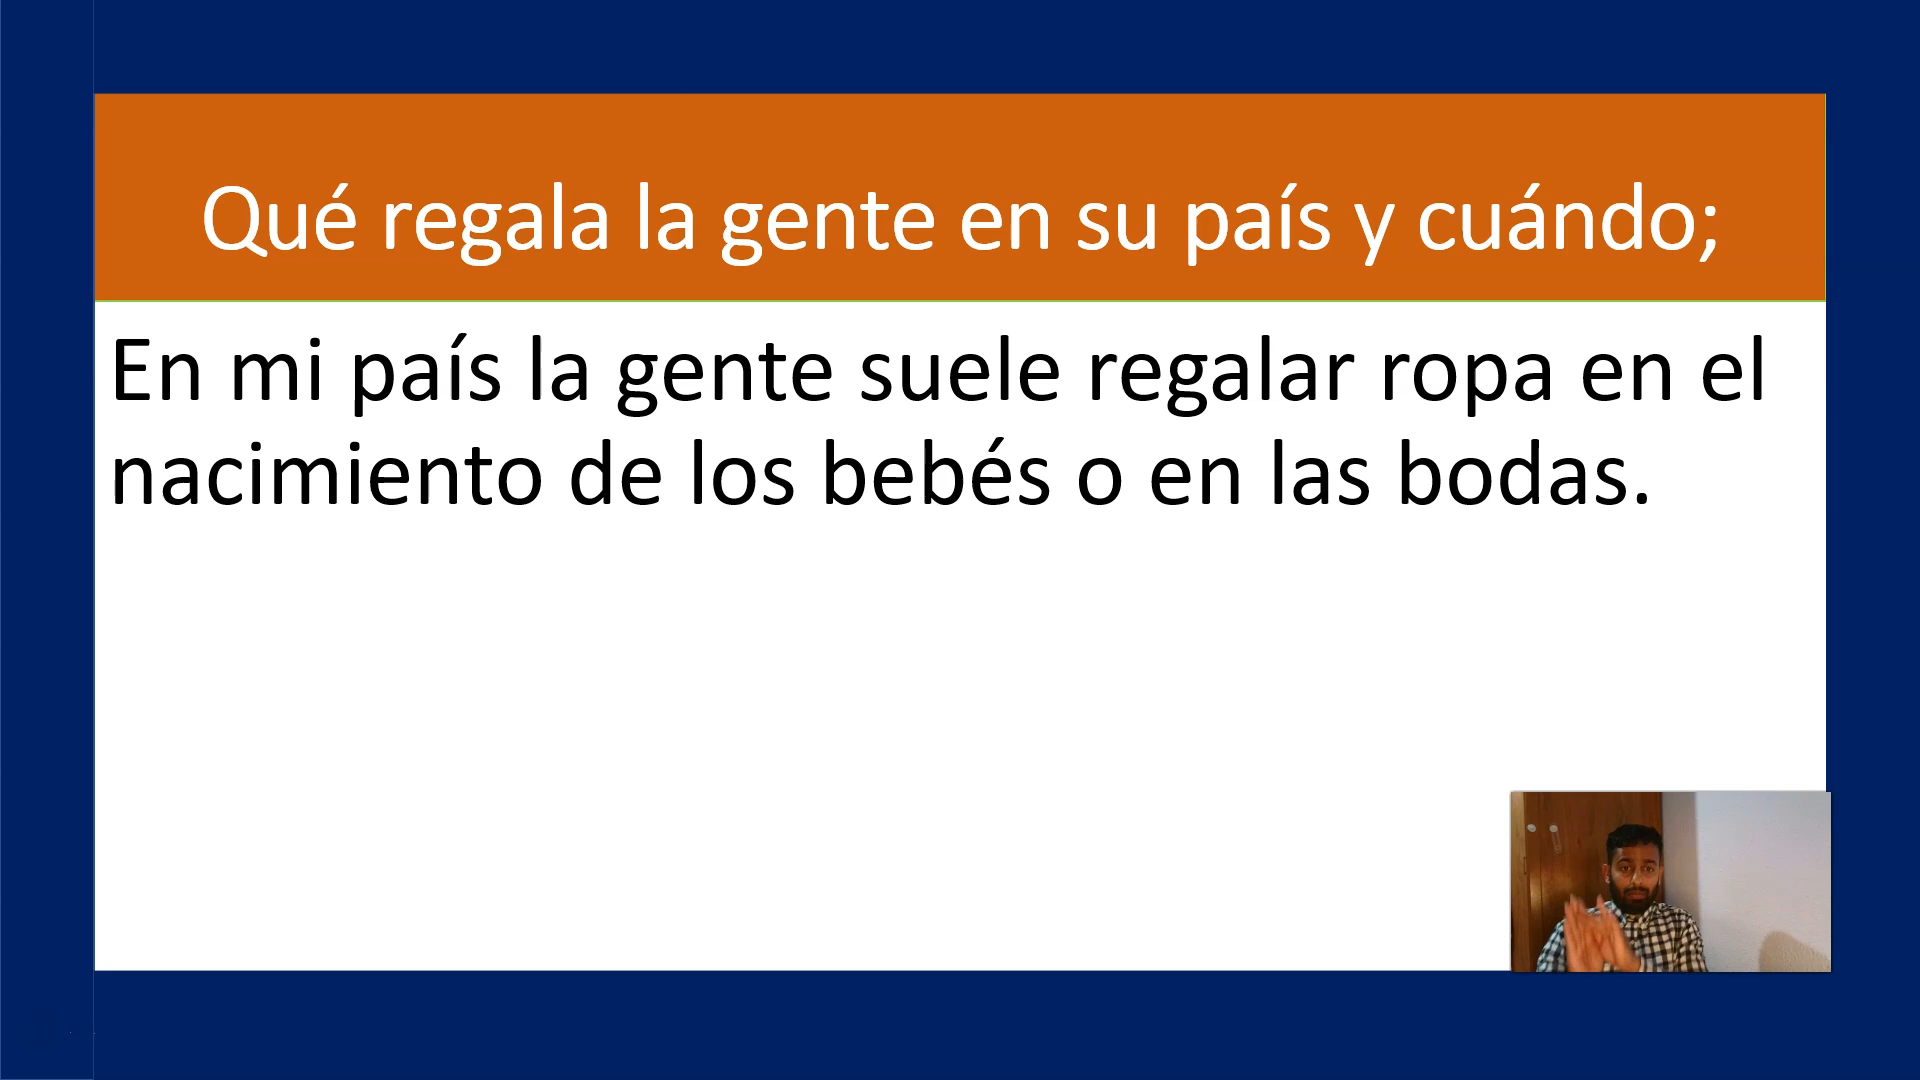 Qué regala la gente en su país y cuándo;
En mi país la gente suele regalar ropa en el
nacimiento de los bebés o en las bodas.